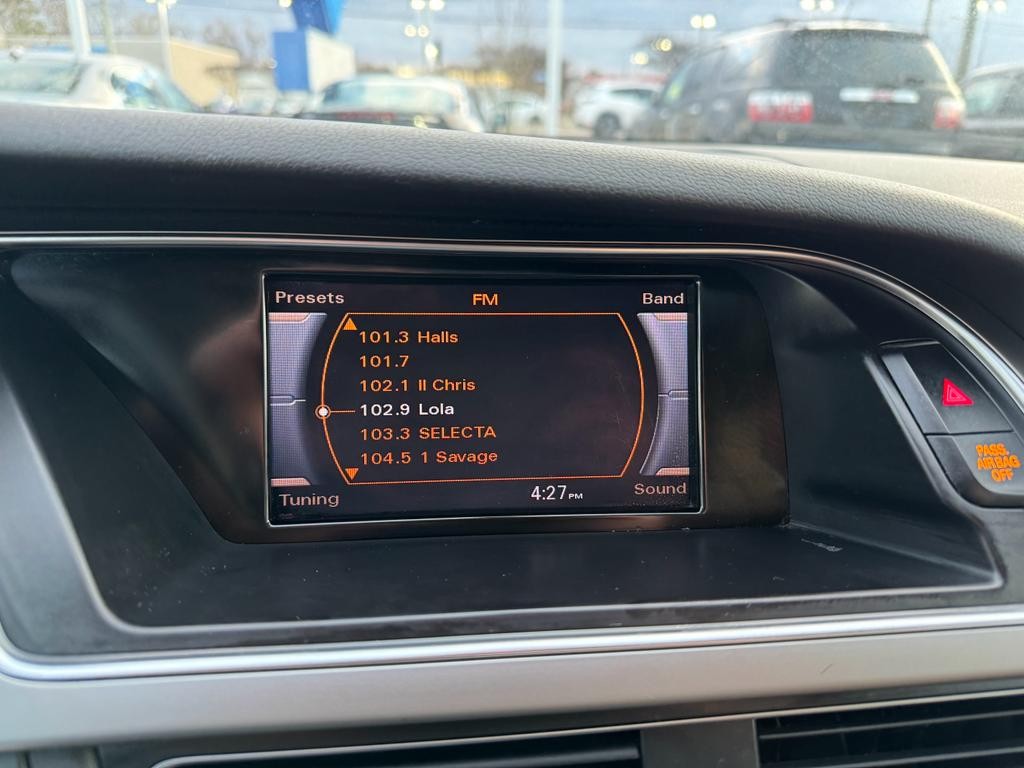 Presets FM Band
101.3 Halls
101.7
102.1 II Chris
102.9 Lola
103.3 SELECTA
104.5 1 Savage
Tuning 4:27 PM Sound
PASS.
AIRBAG
OFF